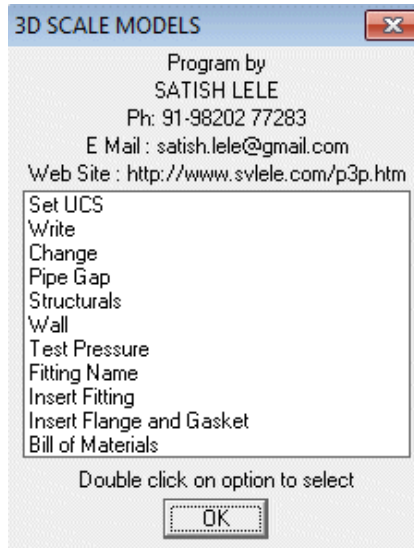 3D SCALE MODELS
Program by
SATISH LELE
Ph: 91-98202 77283
E Mail : satish.lele@gmail.com
Web Site : http://www.svlele.com/p3p.htm
Set UCS
Write
Change
Pipe Gap
Structurals
Wall
Test Pressure
Fitting Name
Insert Fitting
Insert Flange and Gasket
Bill of Materials
Double click on option to select
OK